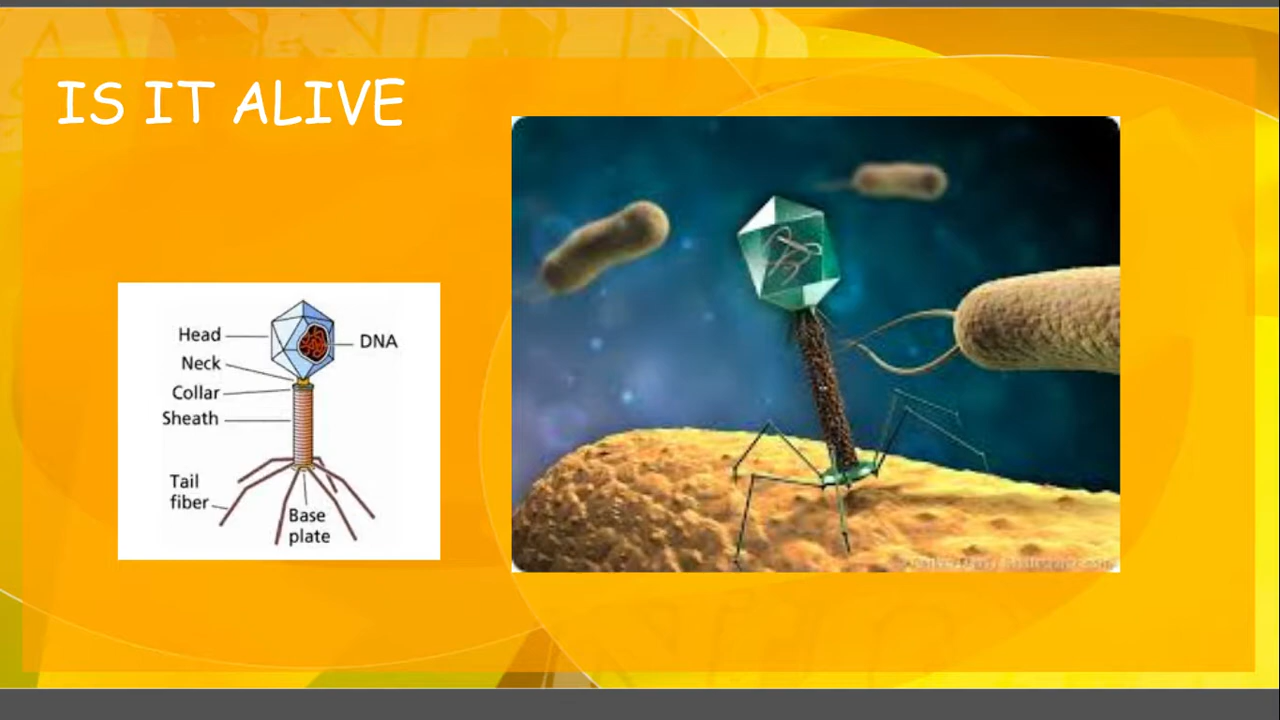 IS IT ALIVE
Head
DNA
Neck
Collar
Sheath
Tail
fiber
Base
plate